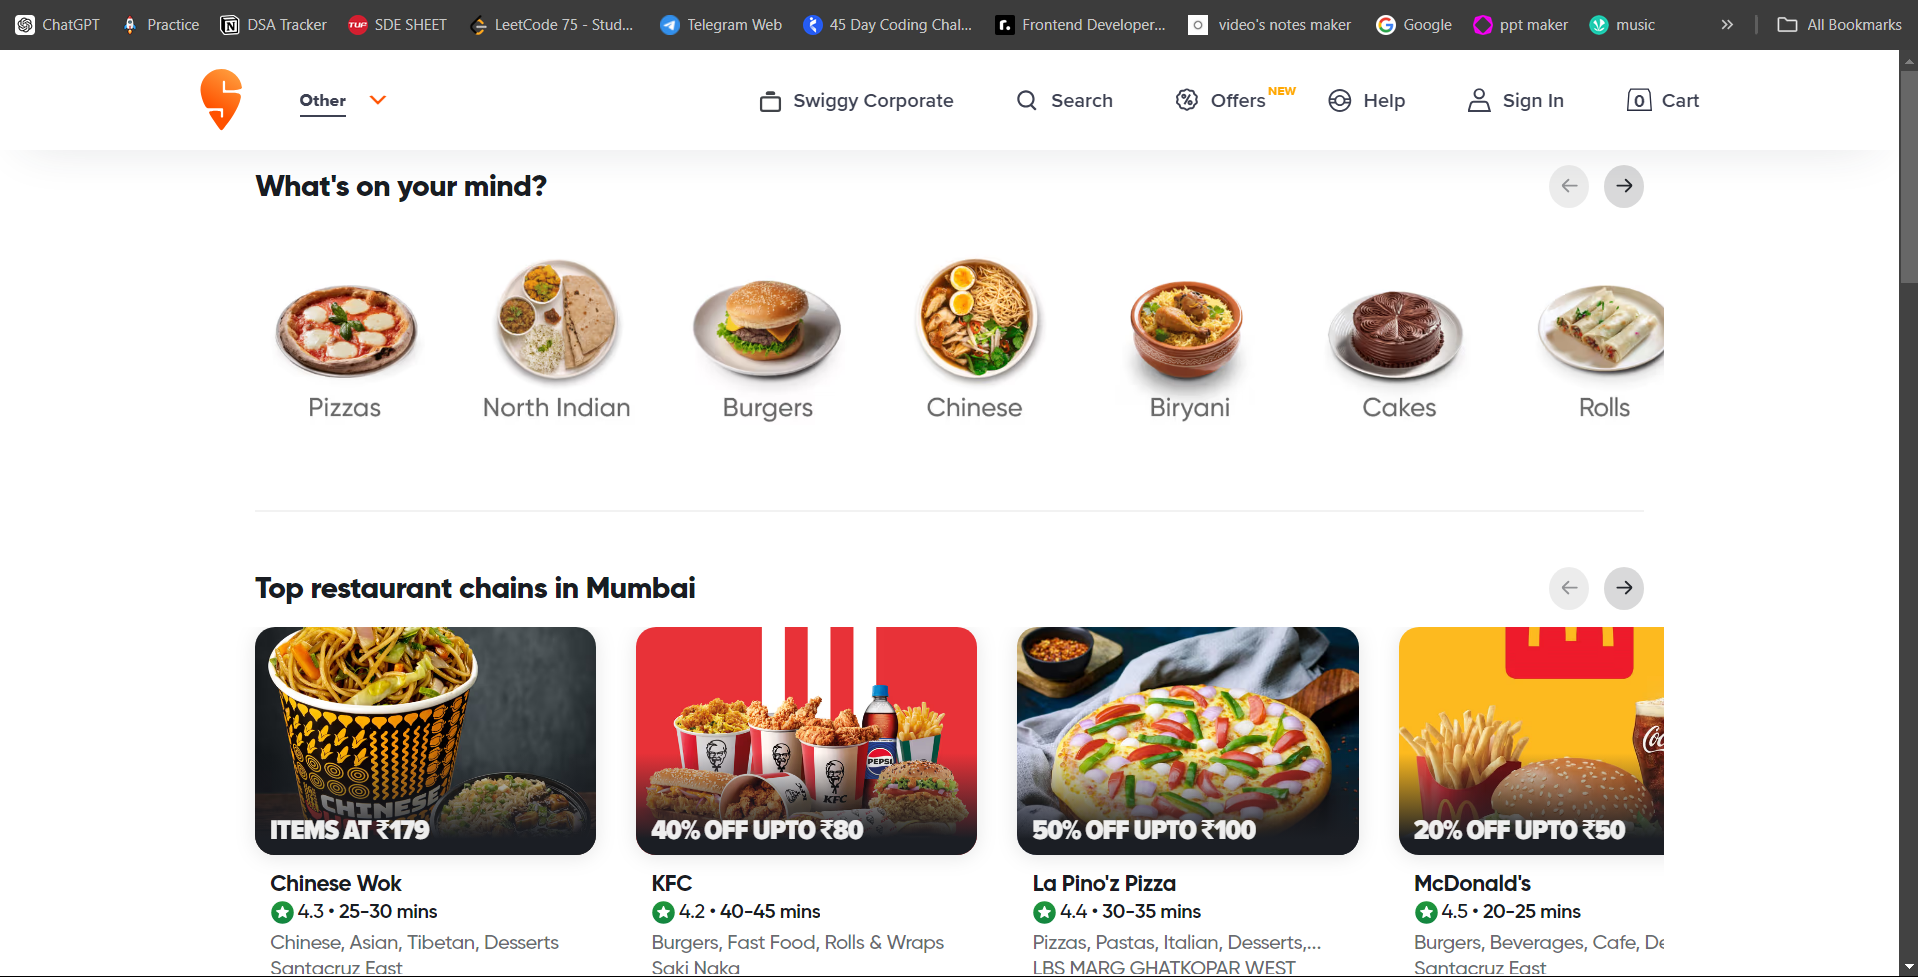 ChatGPT Practice DSA Tracker SDE SHEET LeetCode 75 - Stud... Telegram Web 45 Day Coding Chal... Frontend Developer... video's notes maker Google ppt maker music » All Bookmarks
Other Swiggy Corporate Search Offers NEW Help Sign In 0 Cart
What's on your mind?
Pizzas North Indian Burgers Chinese Biryani Cakes Rolls
Top restaurant chains in Mumbai
CHINESE
PEPSI
KFC
ITEMS AT ₹179 40% OFF UPTO ₹80 50% OFF UPTO ₹100 20% OFF UPTO ₹50
Chinese Wok KFC La Pino'z Pizza McDonald's
4.3 • 25-30 mins 4.2 • 40-45 mins 4.4 • 30-35 mins 4.5 • 20-25 mins
Chinese, Asian, Tibetan, Desserts Burgers, Fast Food, Rolls & Wraps Pizzas, Pastas, Italian, Desserts,... Burgers, Beverages, Cafe, De
Santacruz East Saki Naka LBS MARG GHATKOPAR WEST Santacruz East